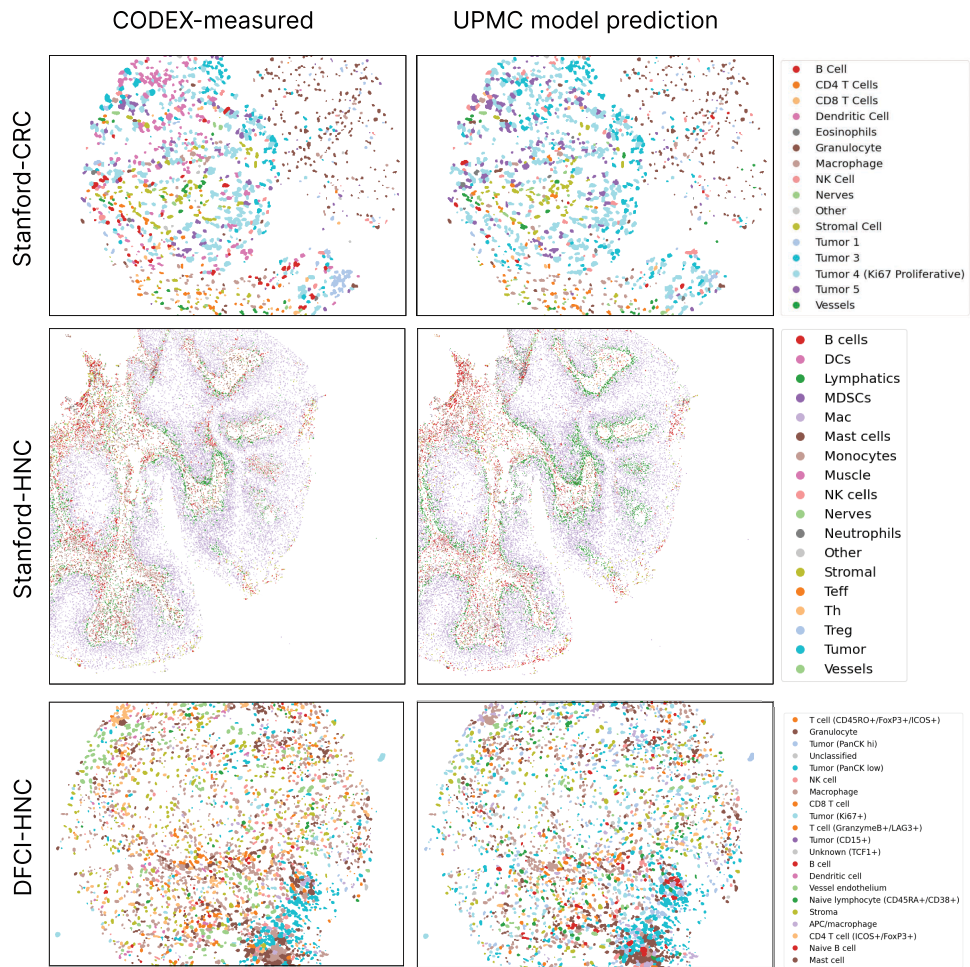 CODEX-measured
UPMC model prediction
Stanford-CRC
B Cell
CD4 T Cells
CD8 T Cells
Dendritic Cell
Eosinophils
Granulocyte
Macrophage
NK Cell
Nerves
Other
Stromal Cell
Tumor 1
Tumor 3
Tumor 4 (Ki67 Proliferative)
Tumor 5
Vessels
Stanford-HNC
B cells
DCs
Lymphatics
MDSCs
Mac
Mast cells
Monocytes
Muscle
NK cells
Nerves
Neutrophils
Other
Stromal
Teff
Th
Treg
Tumor
Vessels
DFCI-HNC
T cell (CD45RO+/FoxP3+/ICOS+)
Granulocyte
Tumor (PanCK hi)
Unclassified
Tumor (PanCK low)
NK cell
Macrophage
CD8 T cell
Tumor (Ki67+)
T cell (GranzymeB+/LAG3+)
Tumor (CD15+)
Unknown (TCF1+)
B cell
Dendritic cell
Vessel endothelium
Naive lymphocyte (CD45RA+/CD38+)
Stroma
APC/macrophage
CD4 T cell (ICOS+/FoxP3+)
Naive B cell
Mast cell